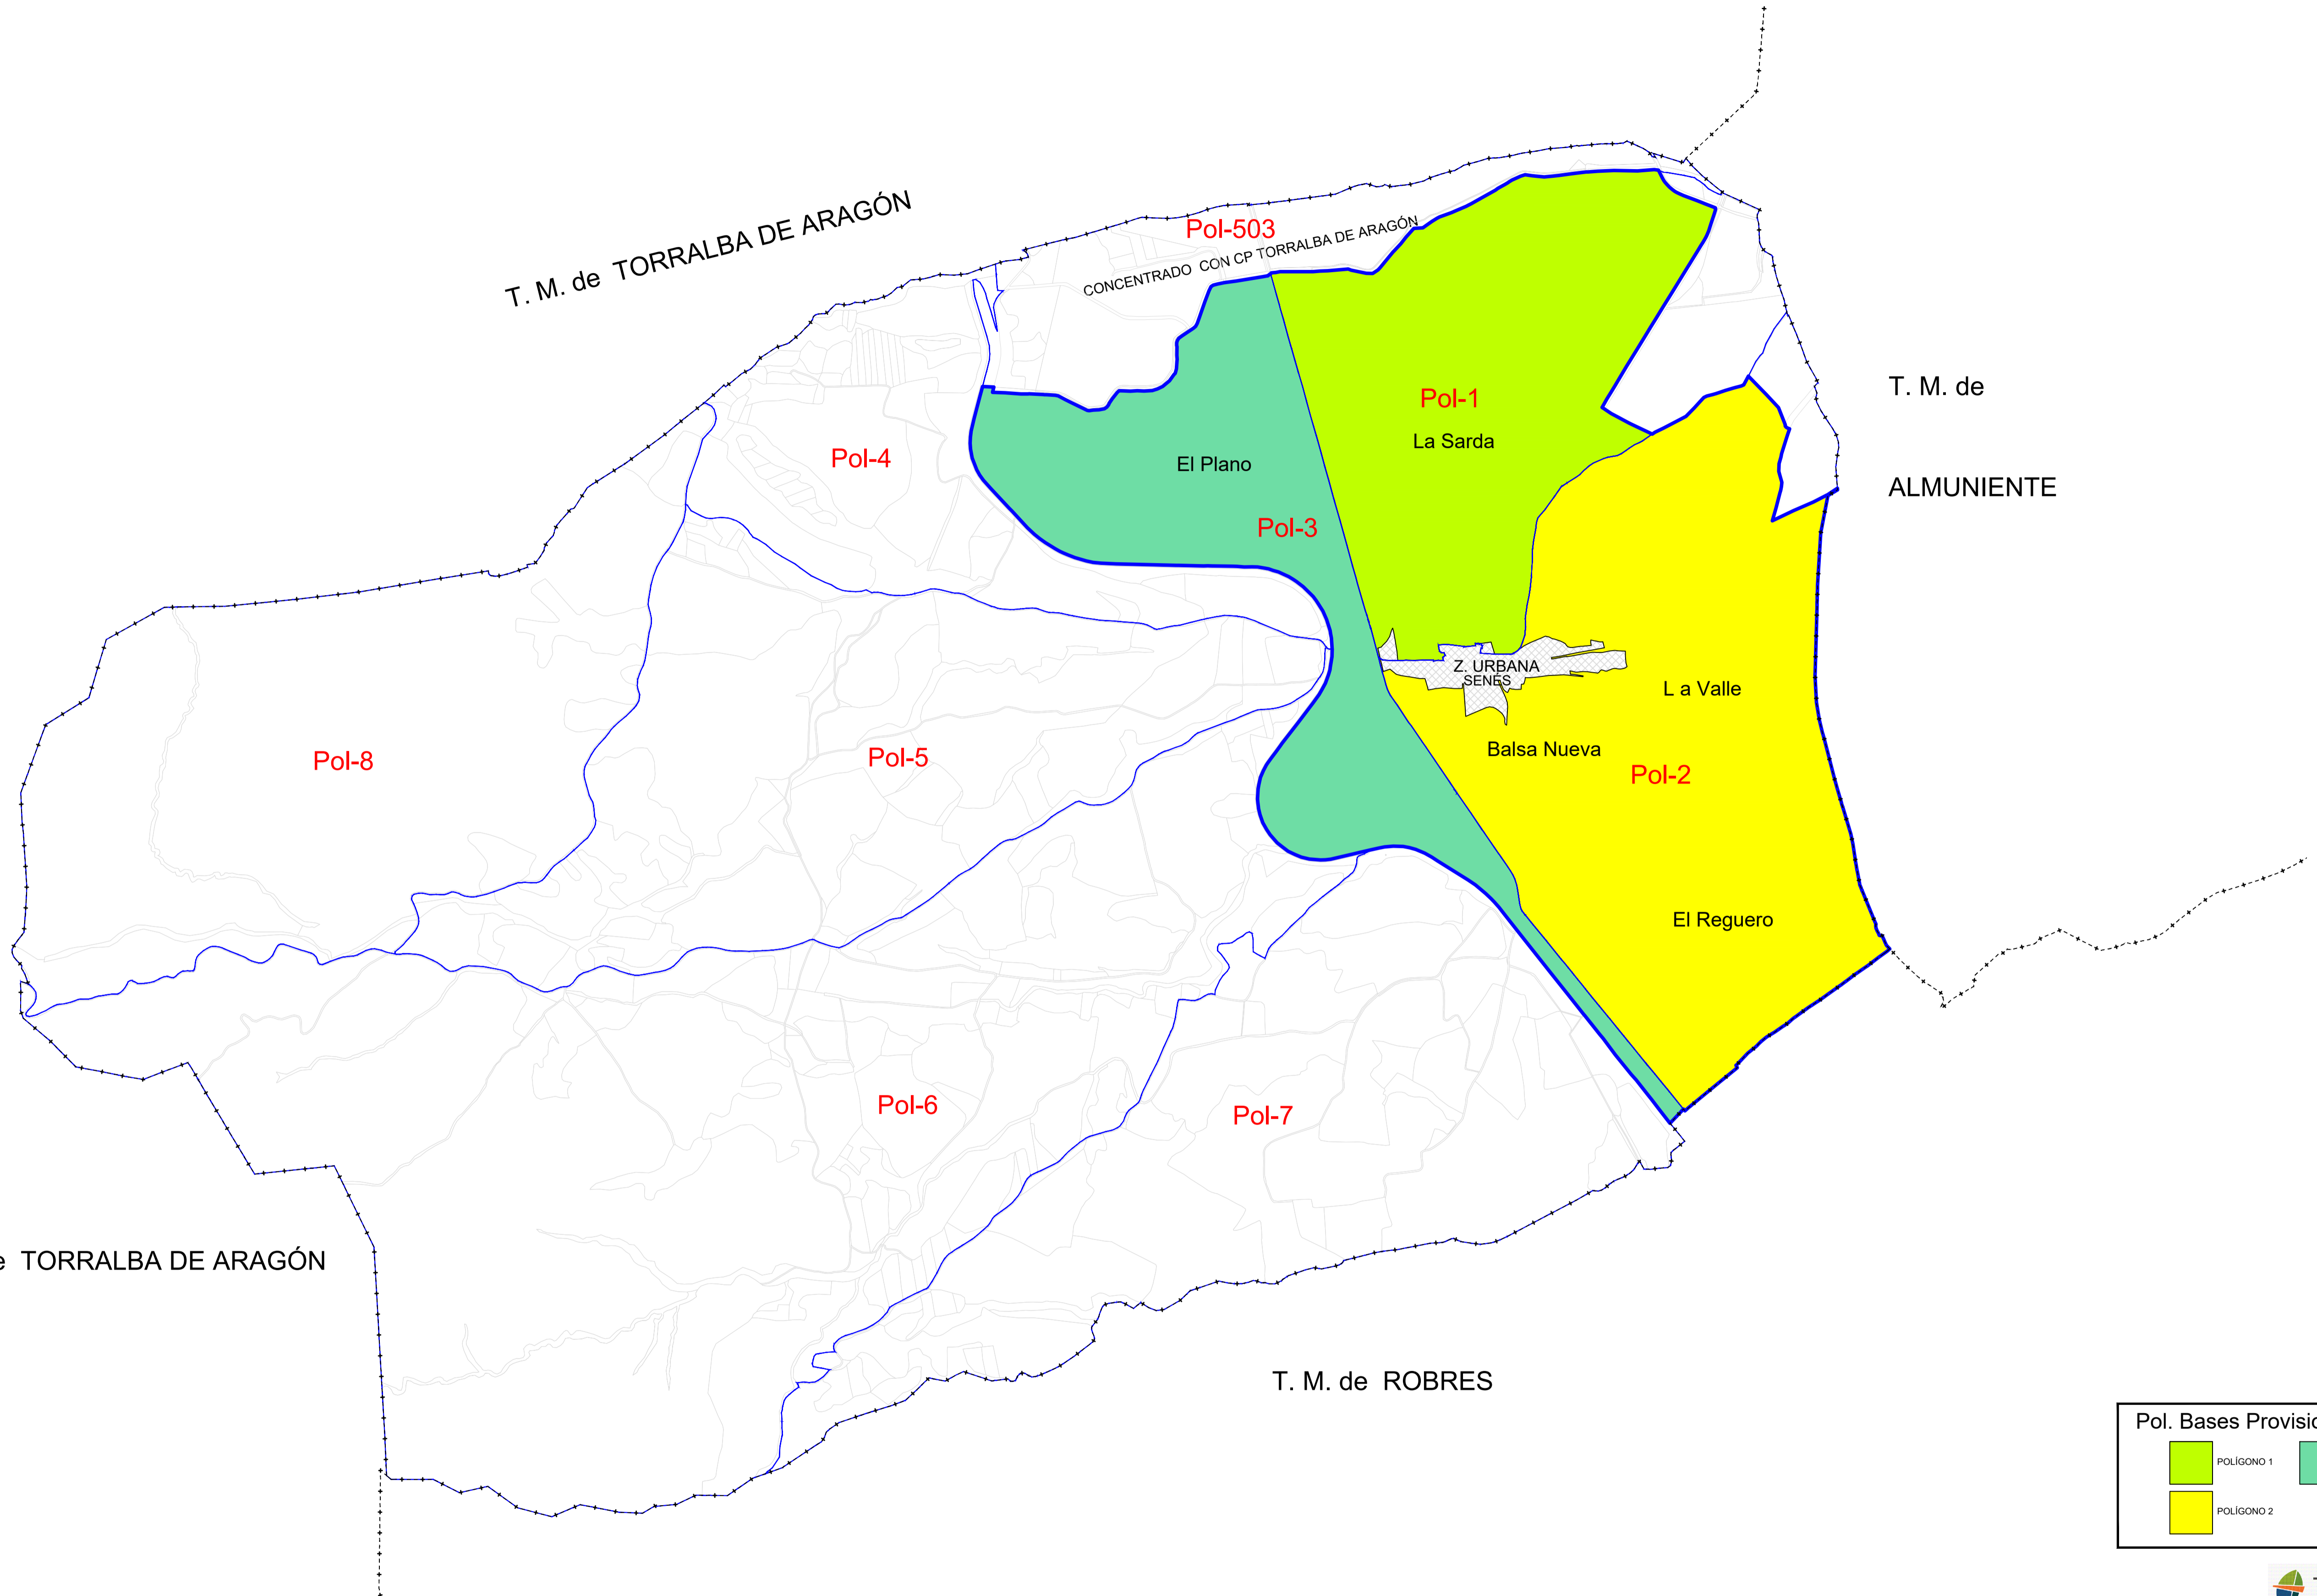 T. M. de TORRALBA DE ARAGÓN
Pol-503
CONCENTRADO CON CP TORRALBA DE ARAGÓN
T. M. de
ALMUNIENTE
Pol-1
La Sarda
Pol-4
El Plano
Pol-3
Z. URBANA
SENÉS
L a Valle
Balsa Nueva
Pol-2
Pol-8
Pol-5
El Reguero
Pol-6
Pol-7
e TORRALBA DE ARAGÓN
T. M. de ROBRES
Pol. Bases Provisi
POLÍGONO 1
POLÍGONO 2